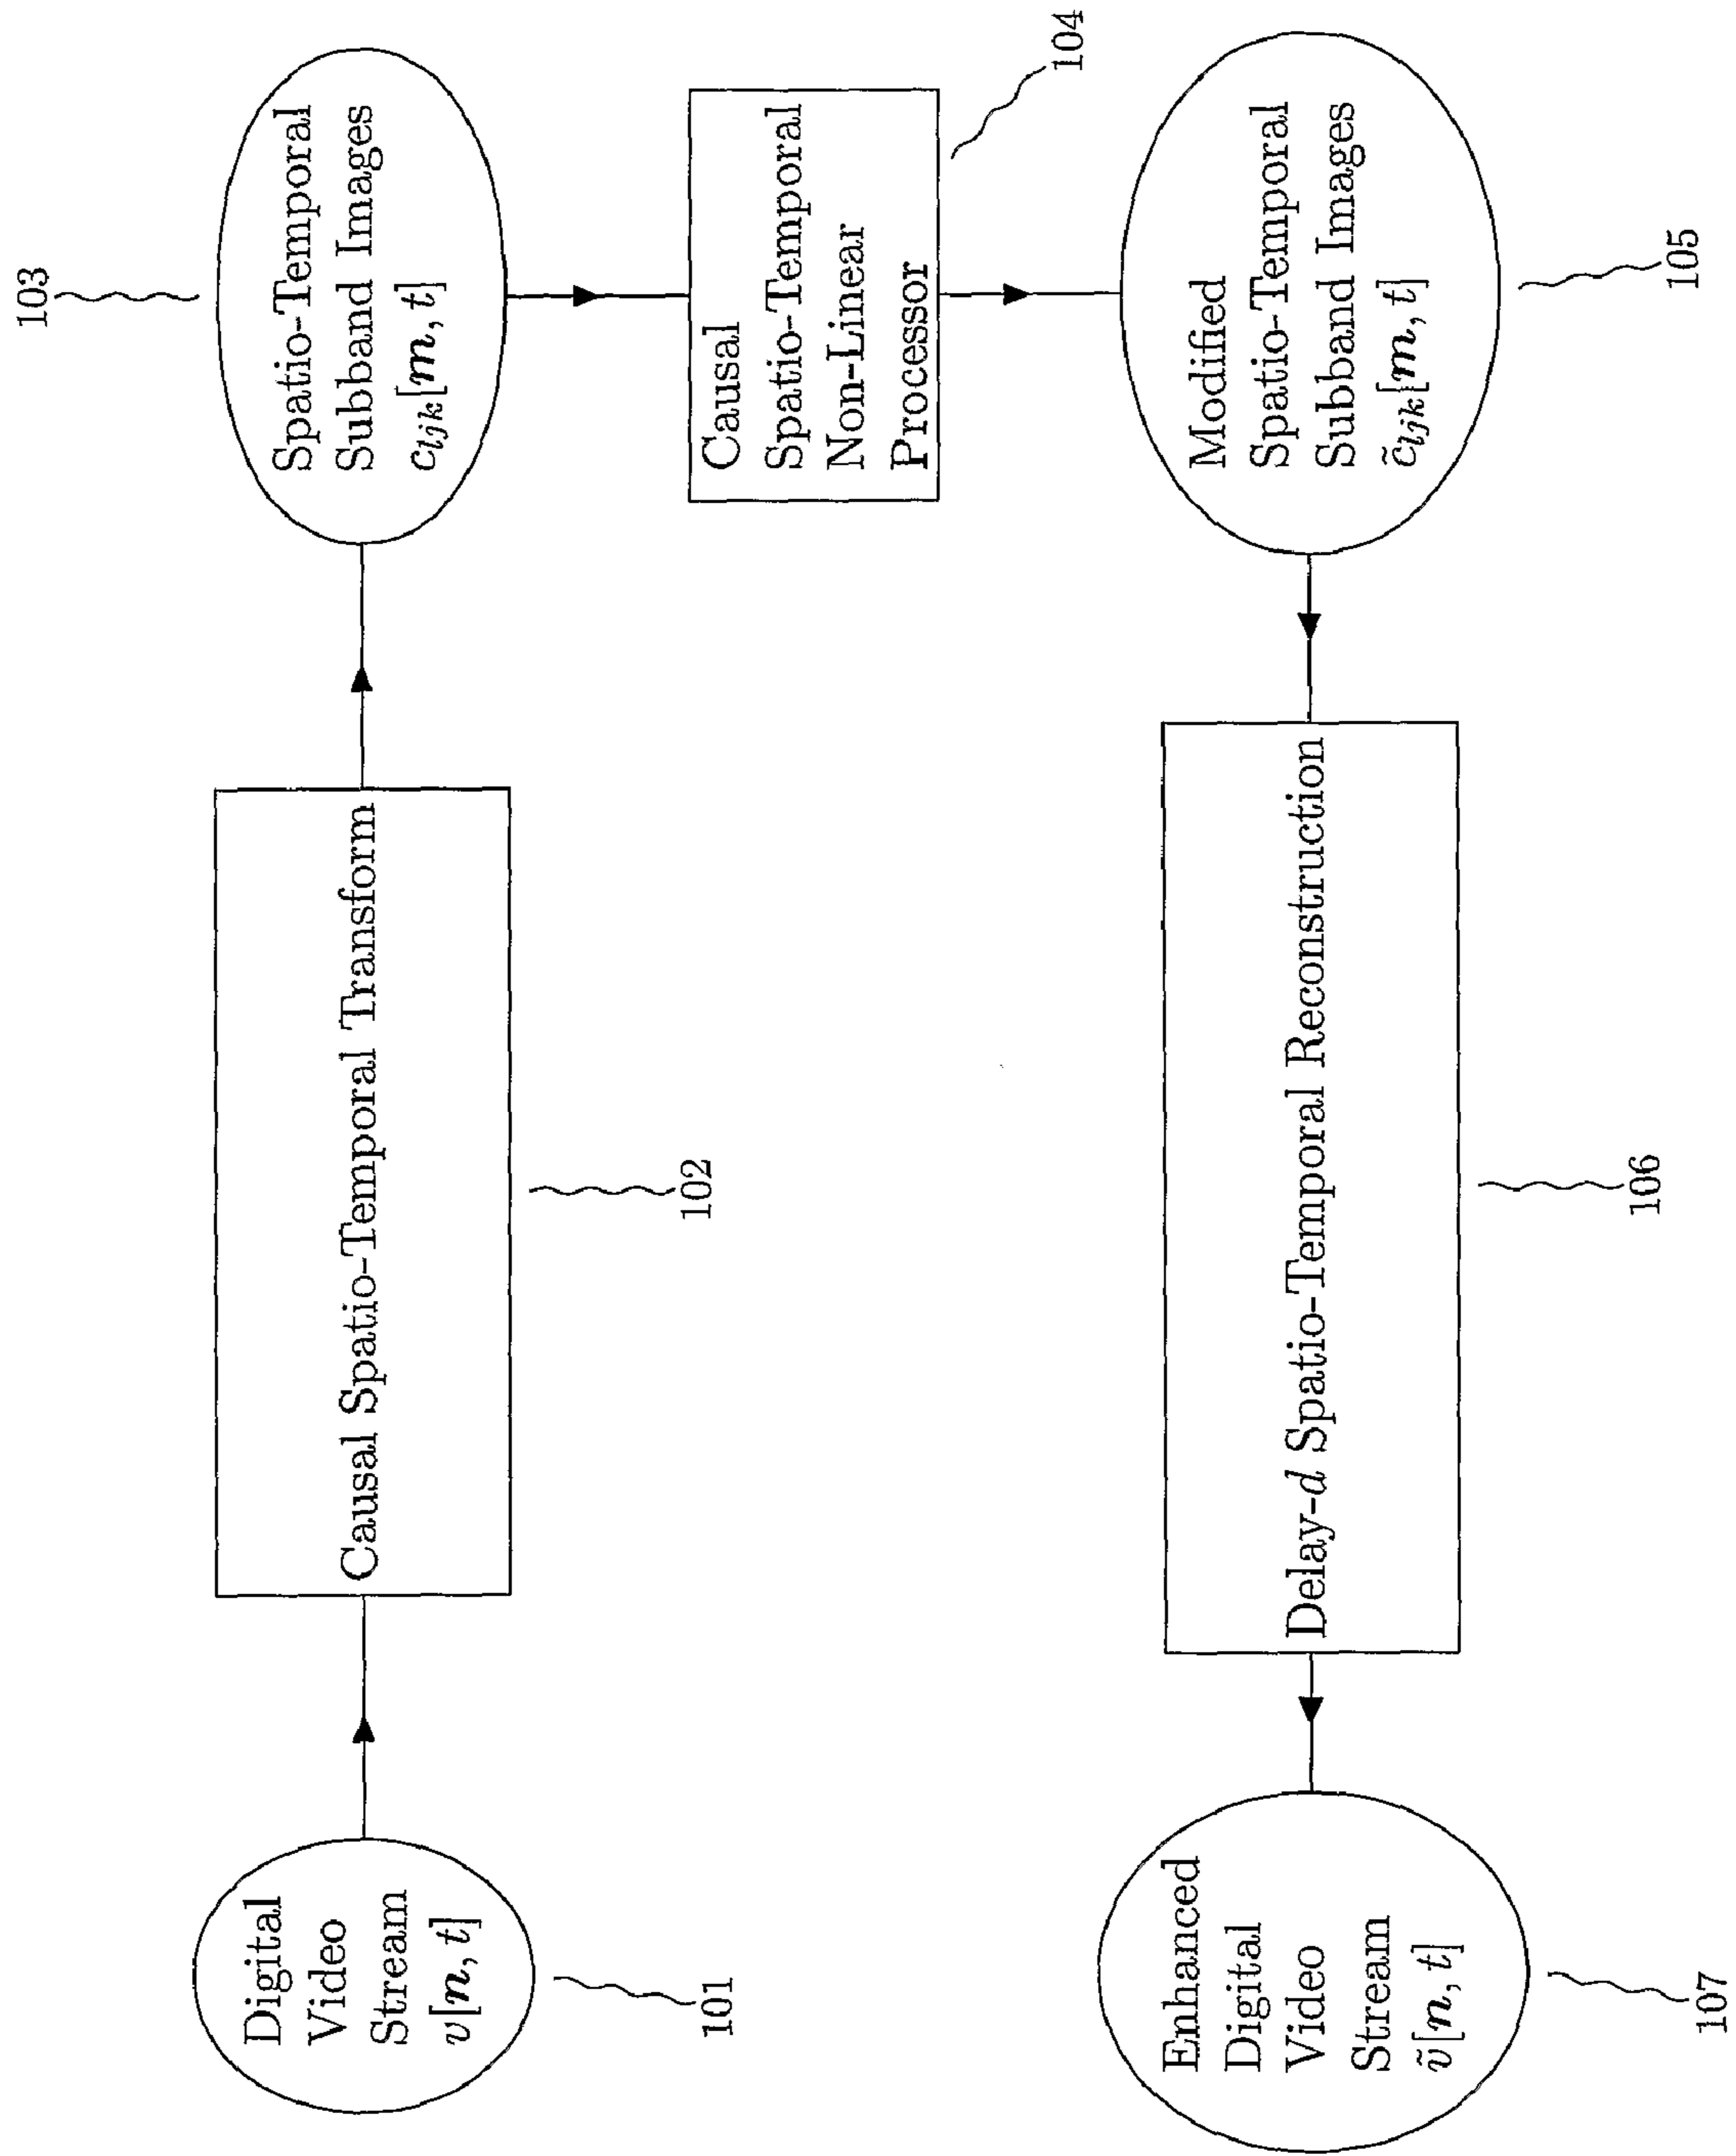 Digital
Video
Stream
v[n, t]
101
Causal Spatio-Temporal Transform
102
Spatio-Temporal
Subband Images
c_{ijk}[m, t]
103
Causal
Spatio-Temporal
Non-Linear
Processor
104
Modified
Spatio-Temporal
Subband Images
c̃_{ijk}[m, t]
105
Delay-d Spatio-Temporal Reconstruction
106
Enhanced
Digital
Video
Stream
ṽ[n, t]
107